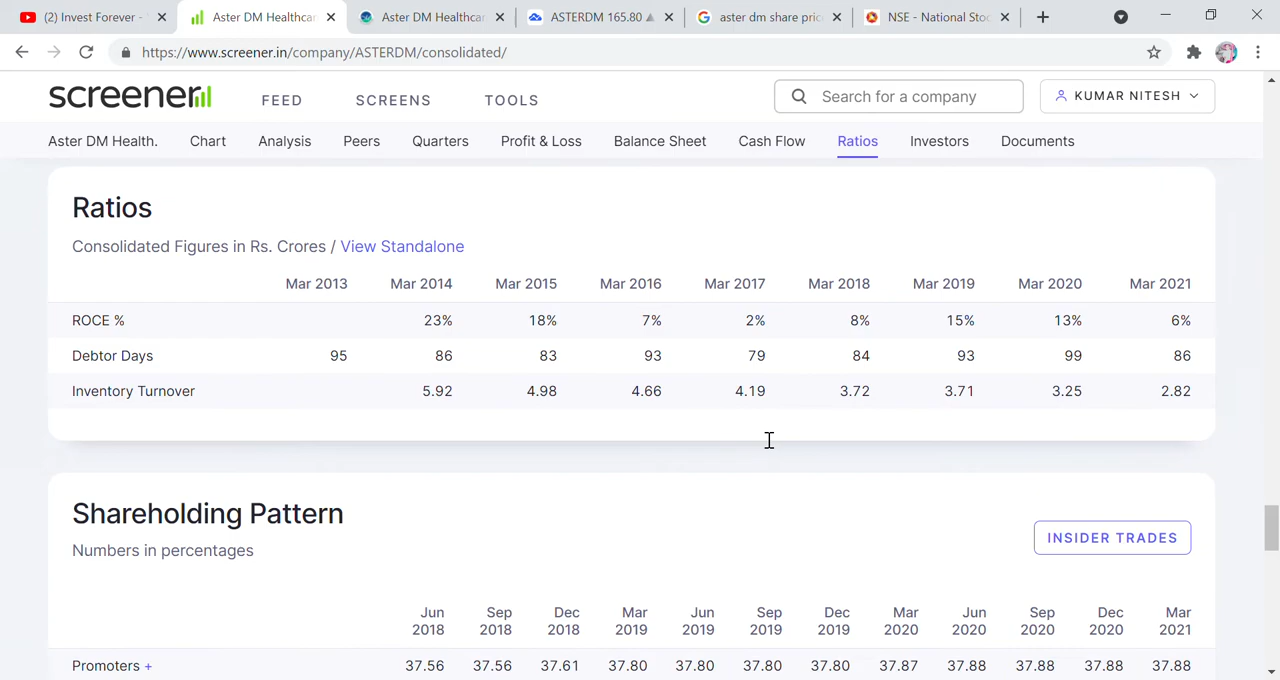 (2) Invest Forever -
Aster DM Healthcar
Aster DM Healthcar
ASTERDM 165.80
aster dm share pric
NSE - National Stoc
https://www.screener.in/company/ASTERDM/consolidated/
screener
FEED SCREENS TOOLS
Search for a company
KUMAR NITESH
Aster DM Health. Chart Analysis Peers Quarters Profit & Loss Balance Sheet Cash Flow Ratios Investors Documents
Ratios
Consolidated Figures in Rs. Crores / View Standalone
Mar 2013 Mar 2014 Mar 2015 Mar 2016 Mar 2017 Mar 2018 Mar 2019 Mar 2020 Mar 2021
ROCE % 23% 18% 7% 2% 8% 15% 13% 6%
Debtor Days 95 86 83 93 79 84 93 99 86
Inventory Turnover 5.92 4.98 4.66 4.19 3.72 3.71 3.25 2.82
Shareholding Pattern
Numbers in percentages
INSIDER TRADES
Jun Sep Dec Mar Jun Sep Dec Mar Jun Sep Dec Mar
2018 2018 2018 2019 2019 2019 2019 2020 2020 2020 2020 2021
Promoters + 37.56 37.56 37.61 37.80 37.80 37.80 37.80 37.87 37.88 37.88 37.88 37.88